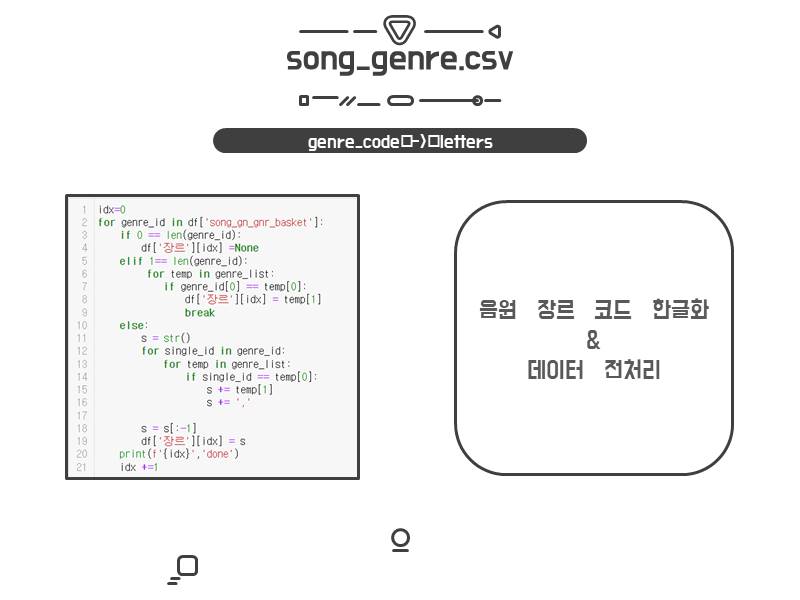 song_genre.csv
genre_code□->□letters
1 idx=0
2 for genre_id in df['song_gn_gnr_basket']:
3 if 0 == len(genre_id):
4 df['장르'][idx] =None
5 elif 1== len(genre_id):
6 for temp in genre_list:
7 if genre_id[0] == temp[0]:
8 df['장르'][idx] = temp[1]
9 break
10 else:
11 s = str()
12 for single_id in genre_id:
13 for temp in genre_list:
14 if single_id == temp[0]:
15 s += temp[1]
16 s += ','
17
18 s = s[:-1]
19 df['장르'][idx] = s
20 print(f'{idx}','done')
21 idx +=1
음원 장르 코드 한글화
&
데이터 전처리